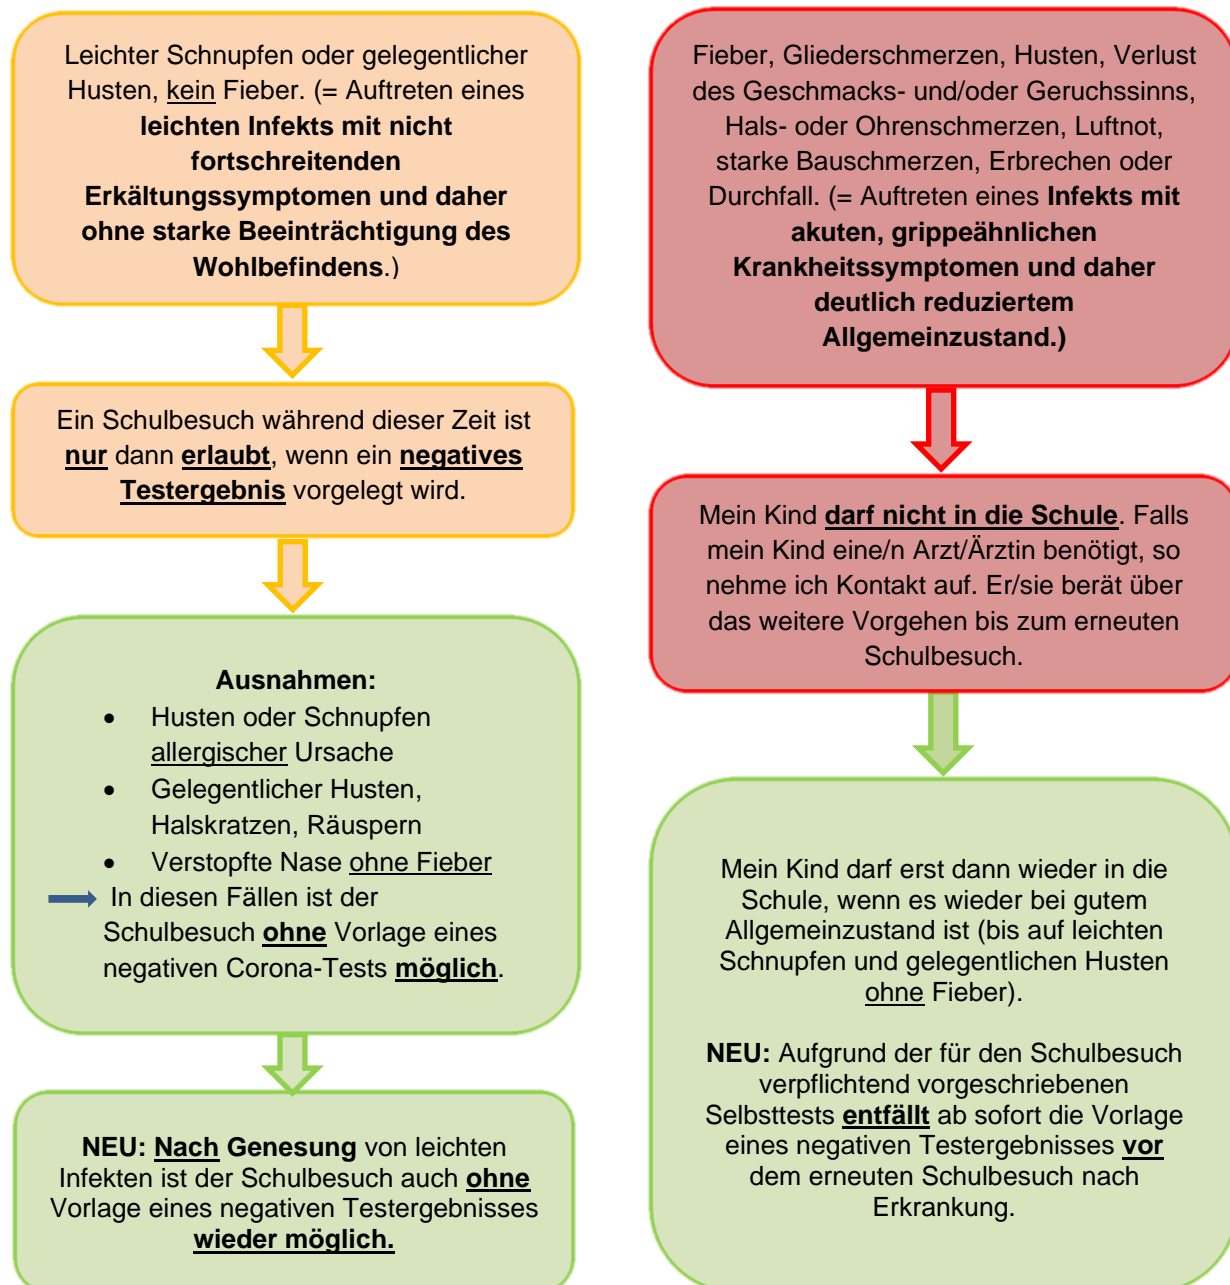 Leichter Schnupfen oder gelegentlicher
Husten, kein Fieber. (= Auftreten eines
leichten Infekts mit nicht
fortschreitenden
Erkältungssymptomen und daher
ohne starke Beeinträchtigung des
Wohlbefindens.)
Ein Schulbesuch während dieser Zeit ist
nur dann erlaubt, wenn ein negatives
Testergebnis vorgelegt wird.
Ausnahmen:
• Husten oder Schnupfen
allergischer Ursache
• Gelegentlicher Husten,
Halskratzen, Räuspern
• Verstopfte Nase ohne Fieber
In diesen Fällen ist der
Schulbesuch ohne Vorlage eines
negativen Corona-Tests möglich.
NEU: Nach Genesung von leichten
Infekten ist der Schulbesuch auch ohne
Vorlage eines negativen Testergebnisses
wieder möglich.
Fieber, Gliederschmerzen, Husten, Verlust
des Geschmacks- und/oder Geruchssinns,
Hals- oder Ohrenschmerzen, Luftnot,
starke Bauschmerzen, Erbrechen oder
Durchfall. (= Auftreten eines Infekts mit
akuten, grippeähnlichen
Krankheitssymptomen und daher
deutlich reduziertem
Allgemeinzustand.)
Mein Kind darf nicht in die Schule. Falls
mein Kind eine/n Arzt/Ärztin benötigt, so
nehme ich Kontakt auf. Er/sie berät über
das weitere Vorgehen bis zum erneuten
Schulbesuch.
Mein Kind darf erst dann wieder in die
Schule, wenn es wieder bei gutem
Allgemeinzustand ist (bis auf leichten
Schnupfen und gelegentlichen Husten
ohne Fieber).
NEU: Aufgrund der für den Schulbesuch
verpflichtend vorgeschriebenen
Selbsttests entfällt ab sofort die Vorlage
eines negativen Testergebnisses vor
dem erneuten Schulbesuch nach
Erkrankung.